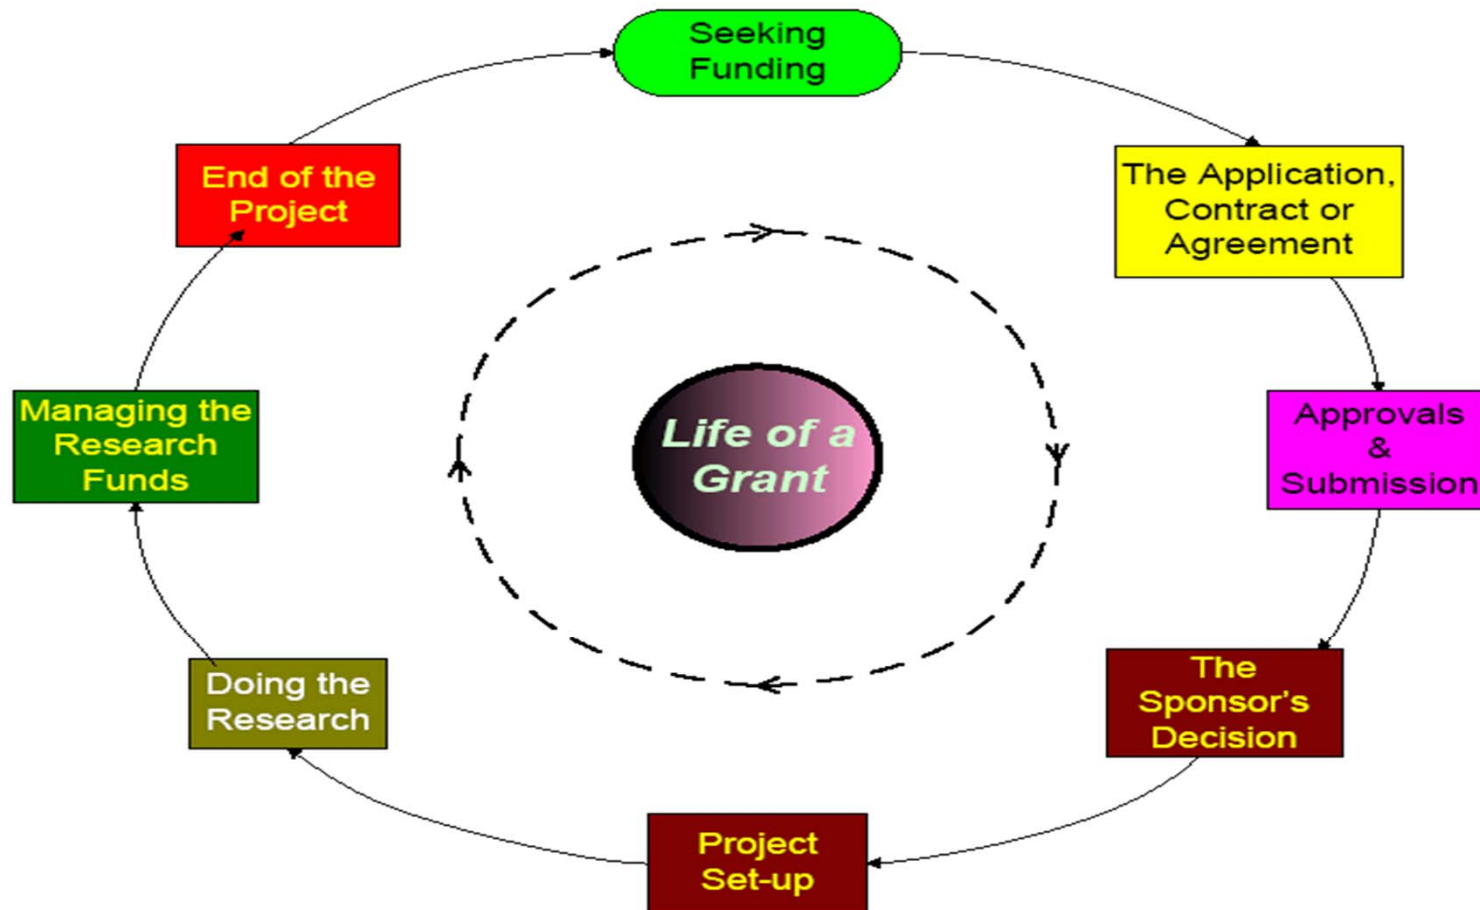 Seeking
Funding
The Application,
Contract or
Agreement
Approvals
&
Submission
The
Sponsor's
Decision
Project
Set-up
Doing the
Research
Managing the
Research
Funds
End of the
Project
Life of a
Grant